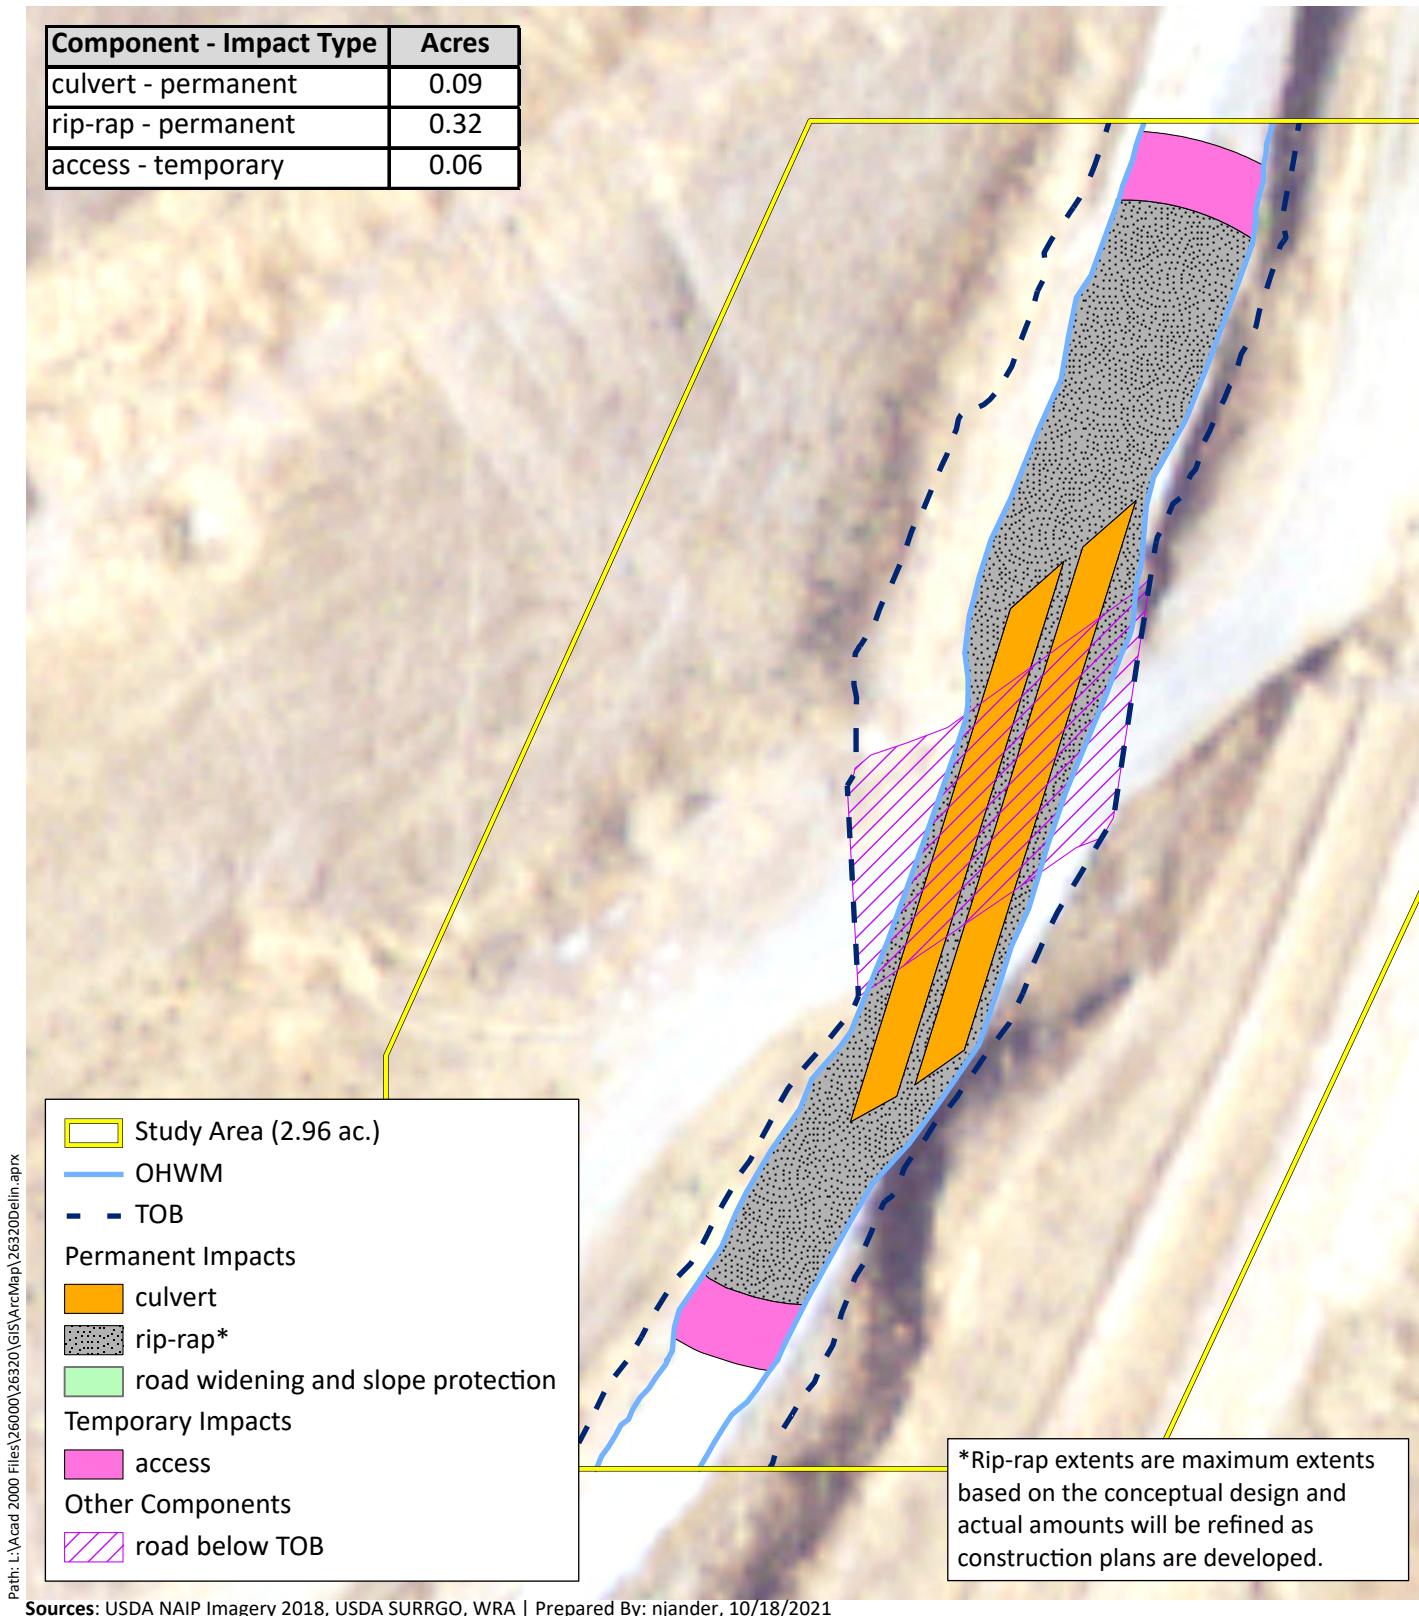 Component - Impact Type Acres
culvert - permanent 0.09
rip-rap - permanent 0.32
access - temporary 0.06
Study Area (2.96 ac.)
OHWM
TOB
Permanent Impacts
culvert
rip-rap*
road widening and slope protection
Temporary Impacts
access
Other Components
road below TOB
*Rip-rap extents are maximum extents
based on the conceptual design and
actual amounts will be refined as
construction plans are developed.
Path: L:\Acad 2000 Files\26000\26320\GIS\ArcMap\26320Delin.aprx
Sources: USDA NAIP Imagery 2018, USDA SURRGO, WRA | Prepared By: njander, 10/18/2021